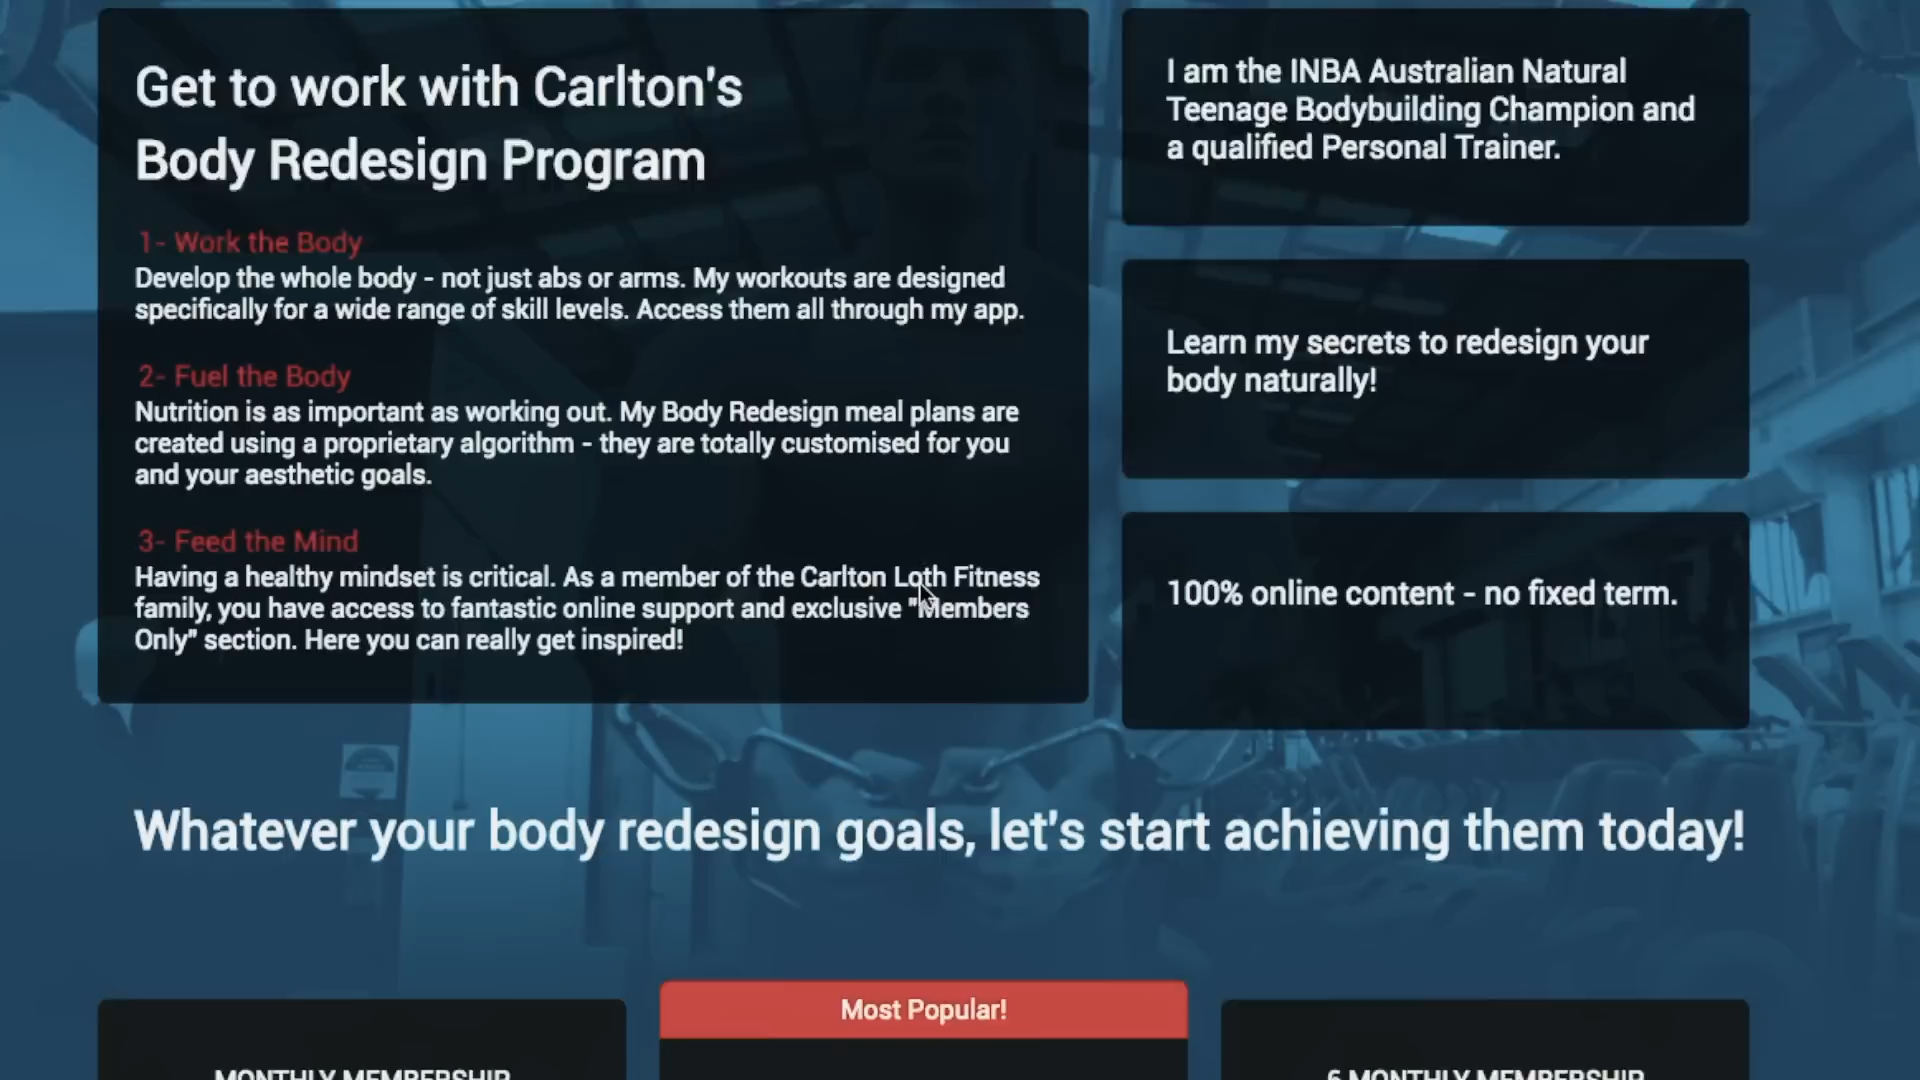 Get to work with Carlton's
Body Redesign Program
1- Work the Body
Develop the whole body - not just abs or arms. My workouts are designed
specifically for a wide range of skill levels. Access them all through my app.
2- Fuel the Body
Nutrition is as important as working out. My Body Redesign meal plans are
created using a proprietary algorithm - they are totally customised for you
and your aesthetic goals.
3- Feed the Mind
Having a healthy mindset is critical. As a member of the Carlton Loth Fitness
family, you have access to fantastic online support and exclusive "Members
Only" section. Here you can really get inspired!
I am the INBA Australian Natural
Teenage Bodybuilding Champion and
a qualified Personal Trainer.
Learn my secrets to redesign your
body naturally!
100% online content - no fixed term.
Whatever your body redesign goals, let's start achieving them today!
Most Popular!
MONTHLY MEMBERSHIP
6 MONTHLY MEMBERSHIP